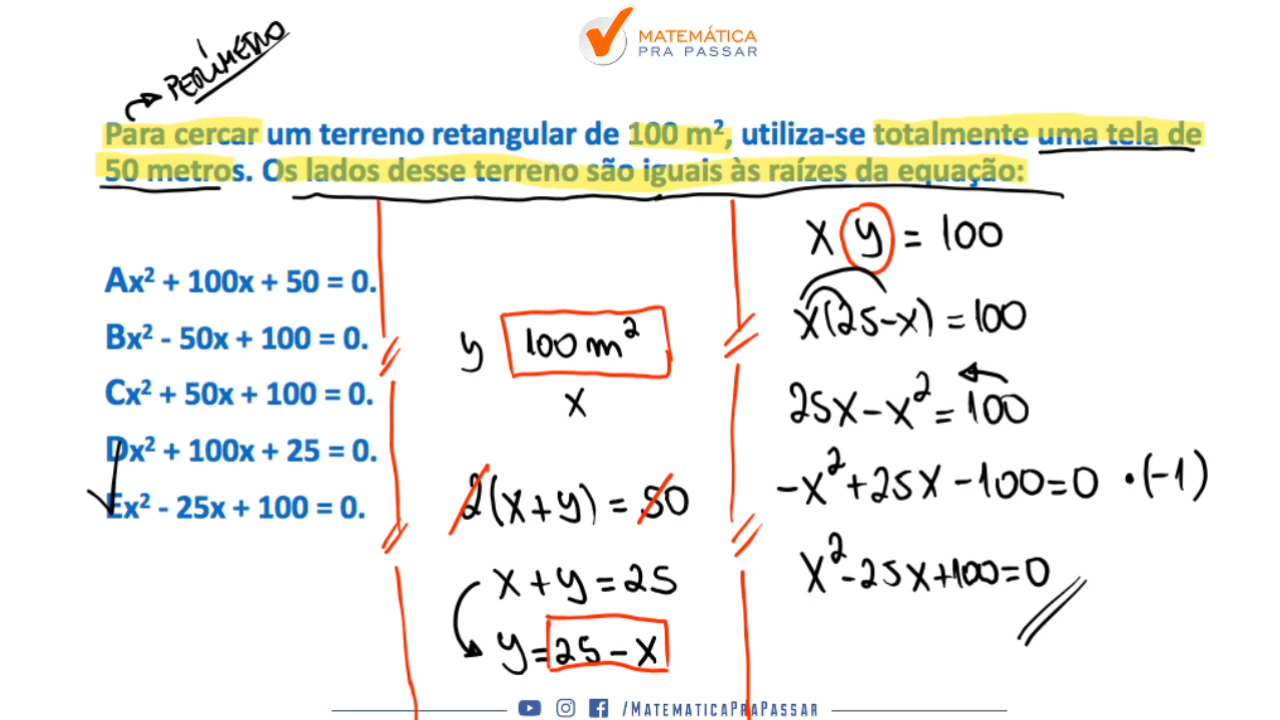 MATEMÁTICA
PRA PASSAR
PERÍMETRO
Para cercar um terreno retangular de 100 m², utiliza-se totalmente uma tela de
50 metros. Os lados desse terreno são iguais às raízes da equação:
Ax² + 100x + 50 = 0.
Bx² - 50x + 100 = 0.
Cx² + 50x + 100 = 0.
Dx² + 100x + 25 = 0.
Ex² - 25x + 100 = 0.
y 100 m²
x
2(x+y) = 50
x + y = 25
y = 25 - x
x y = 100
x(25-x) = 100
25x - x² = 100
-x² + 25x - 100 = 0 · (-1)
x² - 25x + 100 = 0
/MatematicaPraPassar